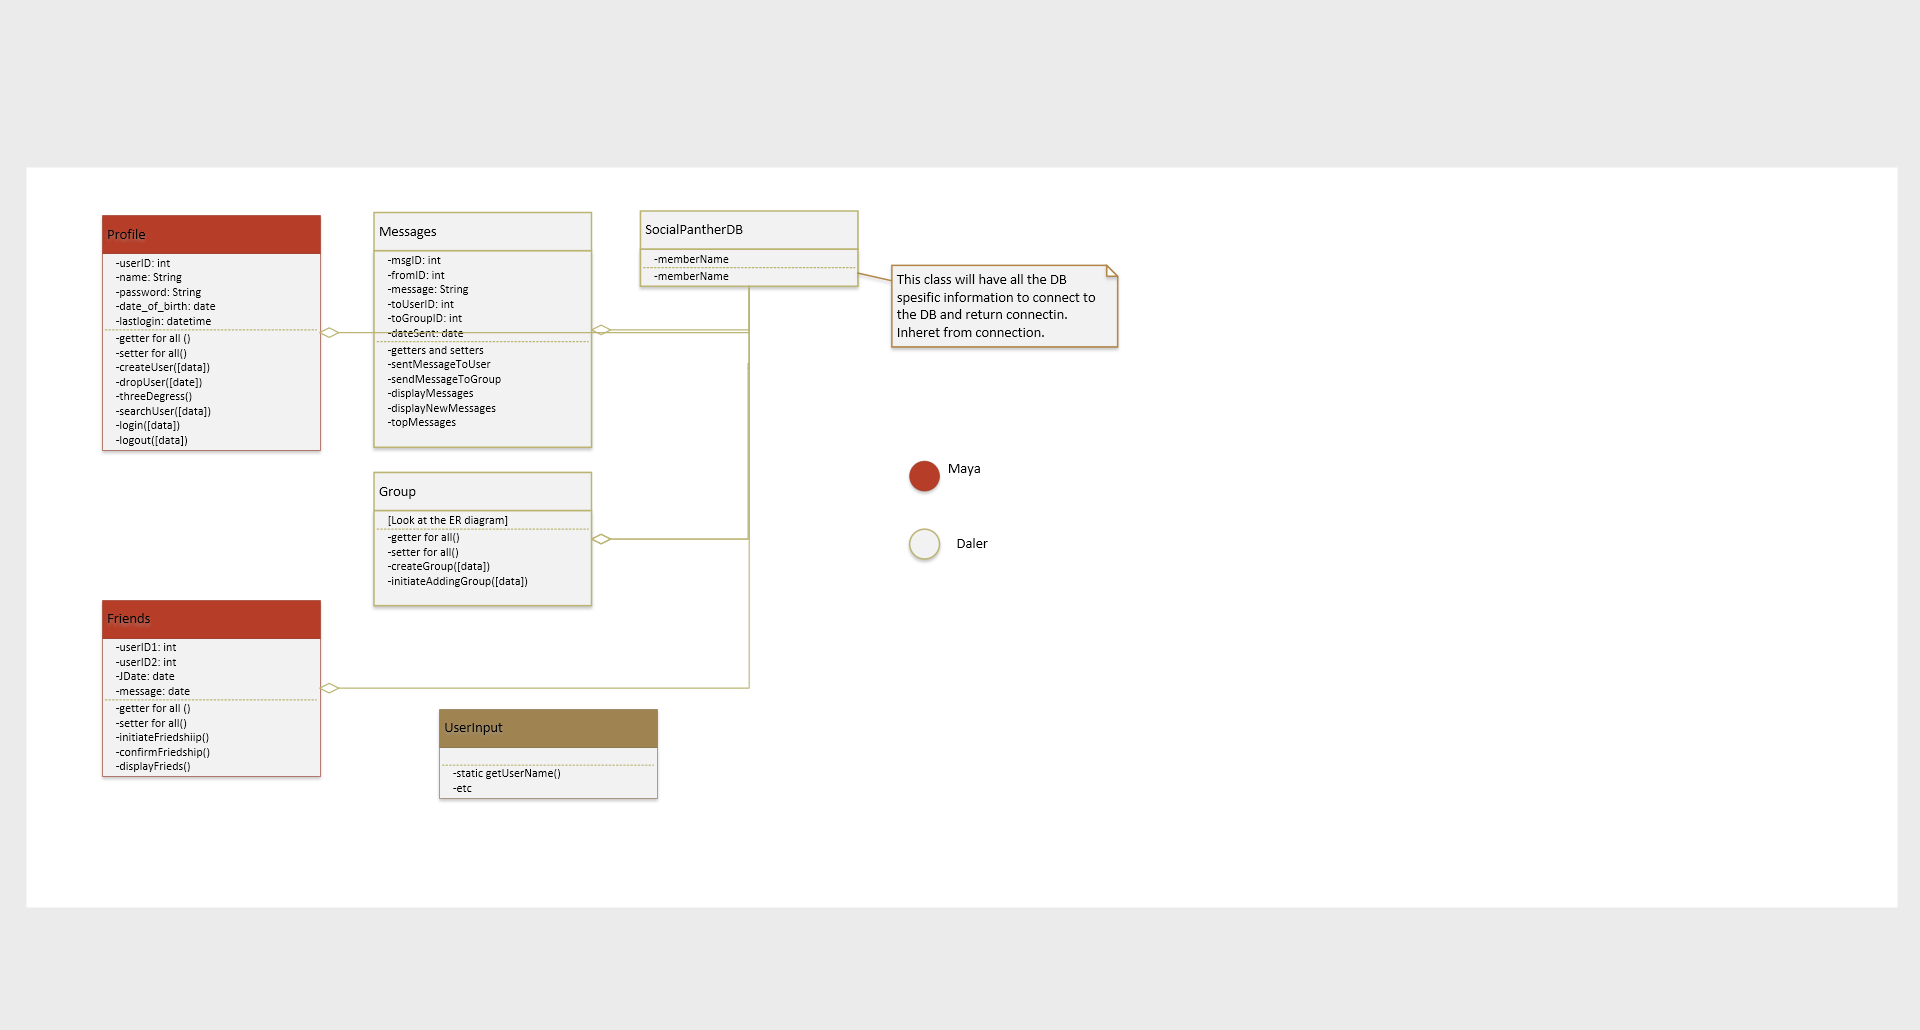 Profile
-userID: int
-name: String
-password: String
-date_of_birth: date
-lastlogin: datetime
-getter for all ()
-setter for all()
-createUser([data])
-dropUser([date])
-threeDegress()
-searchUser([data])
-login([data])
-logout([data])
Messages
-msgID: int
-fromID: int
-message: String
-toUserID: int
-toGroupID: int
-dateSent: date
-getters and setters
-sentMessageToUser
-sendMessageToGroup
-displayMessages
-displayNewMessages
-topMessages
SocialPantherDB
-memberName
-memberName
This class will have all the DB
spesific information to connect to
the DB and return connectin.
Inheret from connection.
Maya
Daler
Group
[Look at the ER diagram]
-getter for all()
-setter for all()
-createGroup([data])
-initiateAddingGroup([data])
Friends
-userID1: int
-userID2: int
-JDate: date
-message: date
-getter for all ()
-setter for all()
-initiateFriedshiip()
-confirmFriedship()
-displayFrieds()
UserInput
-static getUserName()
-etc